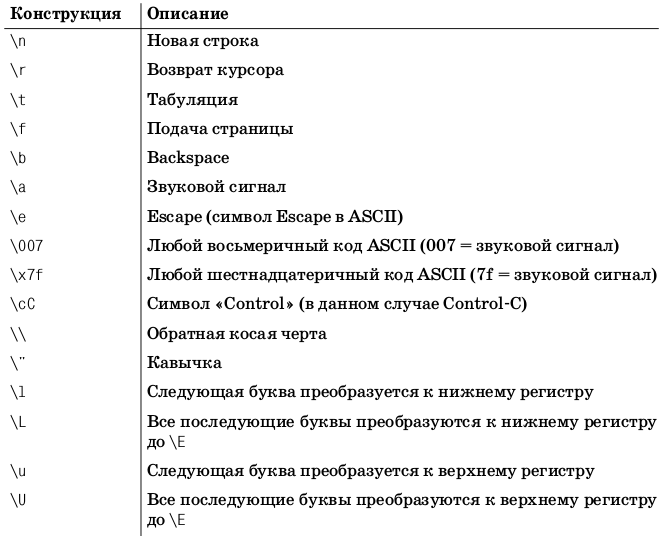 Конструкция Описание
\n Новая строка
\r Возврат курсора
\t Табуляция
\f Подача страницы
\b Backspace
\a Звуковой сигнал
\e Escape (символ Escape в ASCII)
\007 Любой восьмеричный код ASCII (007 = звуковой сигнал)
\x7f Любой шестнадцатеричный код ASCII (7f = звуковой сигнал)
\cC Символ «Control» (в данном случае Control-C)
\\ Обратная косая черта
\¨ Кавычка
\l Следующая буква преобразуется к нижнему регистру
\L Все последующие буквы преобразуются к нижнему регистру
до \E
\u Следующая буква преобразуется к верхнему регистру
\U Все последующие буквы преобразуются к верхнему регистру
до \E